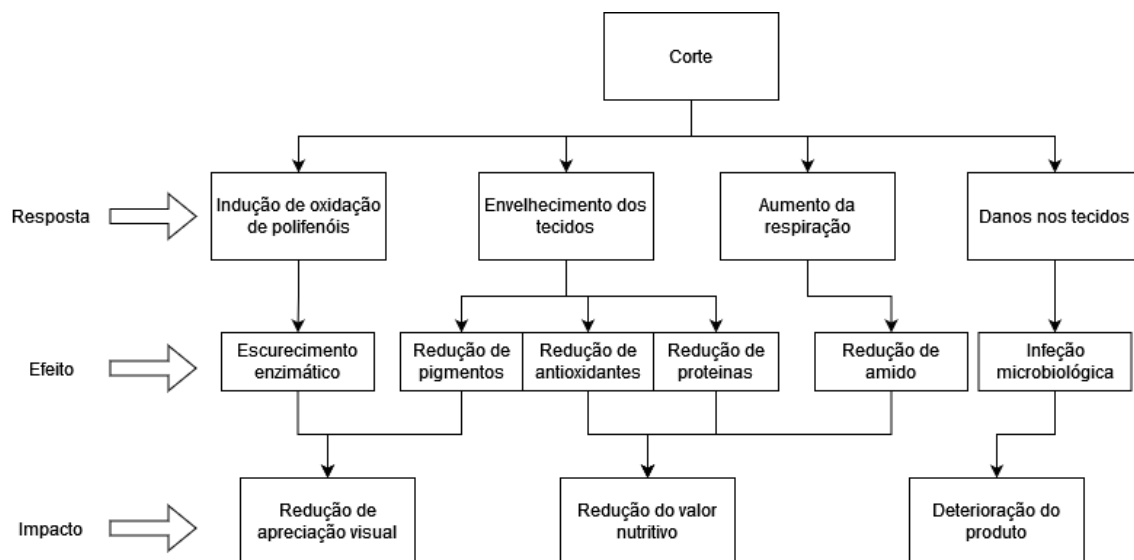 Corte
Resposta
Indução de oxidação
de polifenóis
Envelhecimento dos
tecidos
Aumento da
respiração
Danos nos tecidos
Efeito
Escurecimento
enzimático
Redução de
pigmentos
Redução de
antioxidantes
Redução de
proteinas
Redução de
amido
Infeção
microbiológica
Impacto
Redução de
apreciação visual
Redução do valor
nutritivo
Deterioração do
produto